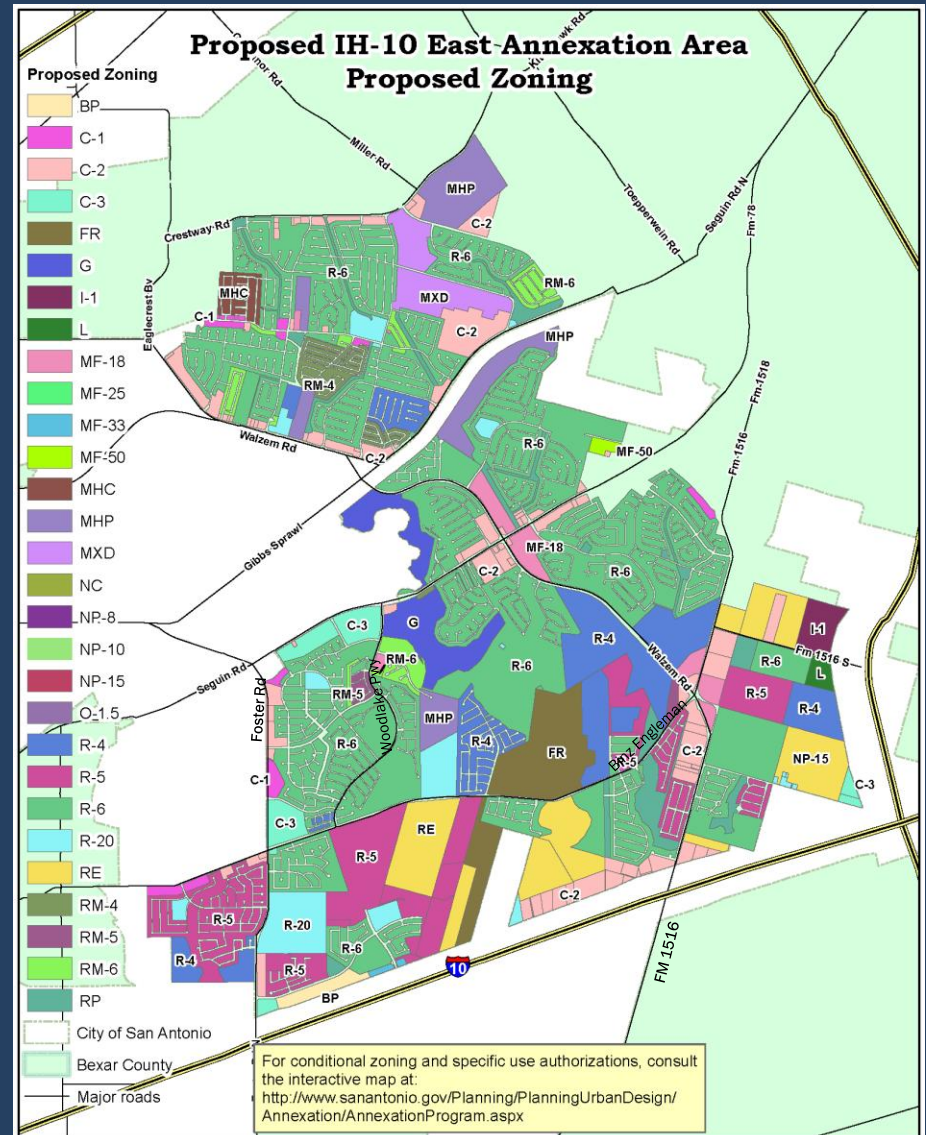 Proposed IH-10 East Annexation Area
Proposed Zoning
Proposed Zoning
BP
C-1
C-2
C-3
FR
G
I-1
L
MF-18
MF-25
MF-33
MF-50
MHC
MHP
MXD
NC
NP-8
NP-10
NP-15
O-1.5
R-4
R-5
R-6
R-20
RE
RM-4
RM-5
RM-6
RP
City of San Antonio
Bexar County
Major roads
Miller Rd
Toepperwein Rd
Seguin Rd N
Fm-78
Crestway Rd
Eaglecrest Bv
MHP
C-2
R-6
R-6
RM-6
MHC
MXD
C-1
C-2
MHP
RM-4
Walzem Rd
C-2
R-6
MF-50
Fm-1518
Fm-1516
Gibbs Sprawl
MF-18
C-2
R-6
G
C-3
R-4
I-1
Fm 1516 S
RM-6
R-6
Walzem Rd
R-6
L
Seguin Rd
Foster Rd
RM-5
Woodlake Pwy
MHP
R-5
R-4
R-6
R-4
FR
Binz Engleman
R-5
C-2
NP-15
C-1
C-3
C-3
RE
R-5
C-2
R-5
R-20
R-6
R-4
R-5
10
FM 1516
BP
For conditional zoning and specific use authorizations, consult
the interactive map at:
http://www.sanantonio.gov/Planning/PlanningUrbanDesign/
Annexation/AnnexationProgram.aspx